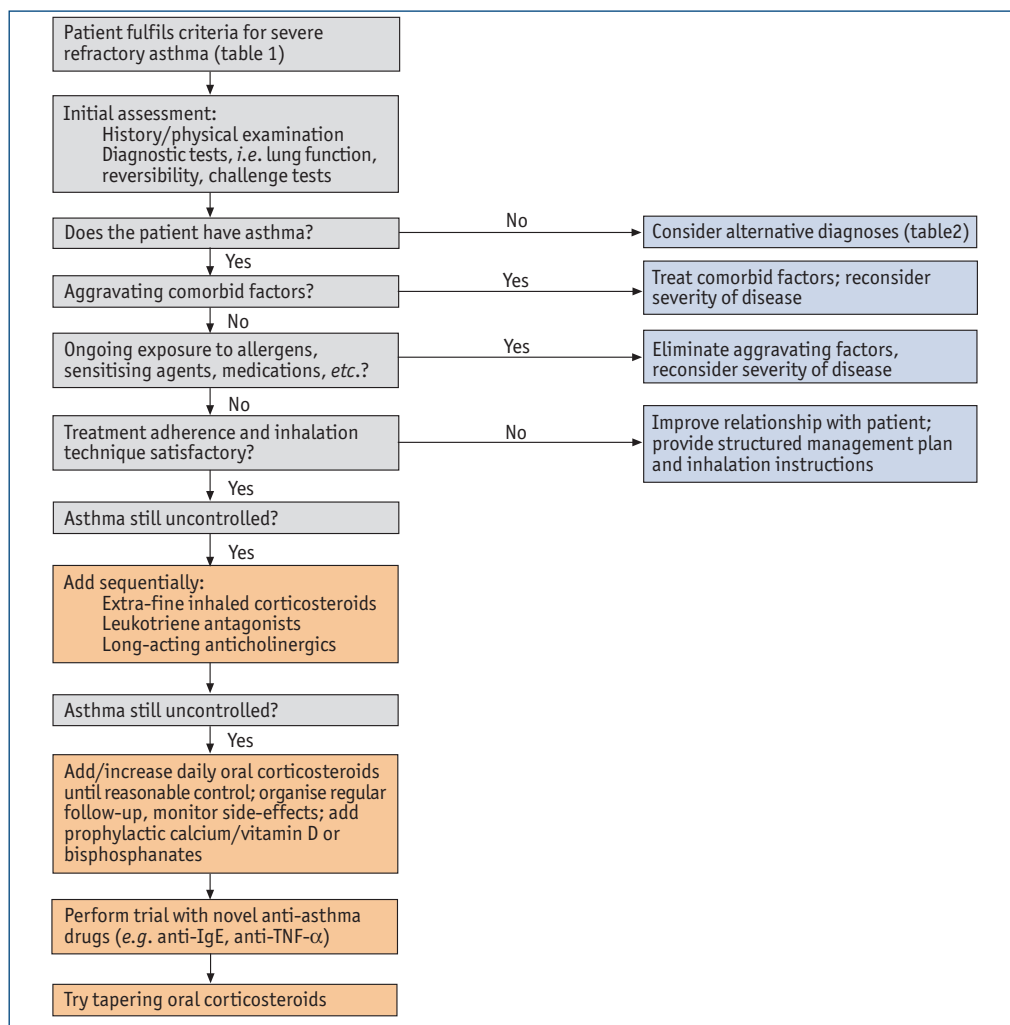 Patient fulfils criteria for severe
refractory asthma (table 1)
Initial assessment:
History/physical examination
Diagnostic tests, i.e. lung function,
reversibility, challenge tests
Does the patient have asthma?
No
Consider alternative diagnoses (table2)
Yes
Aggravating comorbid factors?
Yes
Treat comorbid factors; reconsider
severity of disease
No
Ongoing exposure to allergens,
sensitising agents, medications, etc.?
Yes
Eliminate aggravating factors,
reconsider severity of disease
No
Treatment adherence and inhalation
technique satisfactory?
No
Improve relationship with patient;
provide structured management plan
and inhalation instructions
Yes
Asthma still uncontrolled?
Yes
Add sequentially:
Extra-fine inhaled corticosteroids
Leukotriene antagonists
Long-acting anticholinergics
Asthma still uncontrolled?
Yes
Add/increase daily oral corticosteroids
until reasonable control; organise regular
follow-up, monitor side-effects; add
prophylactic calcium/vitamin D or
bisphosphanates
Perform trial with novel anti-asthma
drugs (e.g. anti-IgE, anti-TNF-α)
Try tapering oral corticosteroids